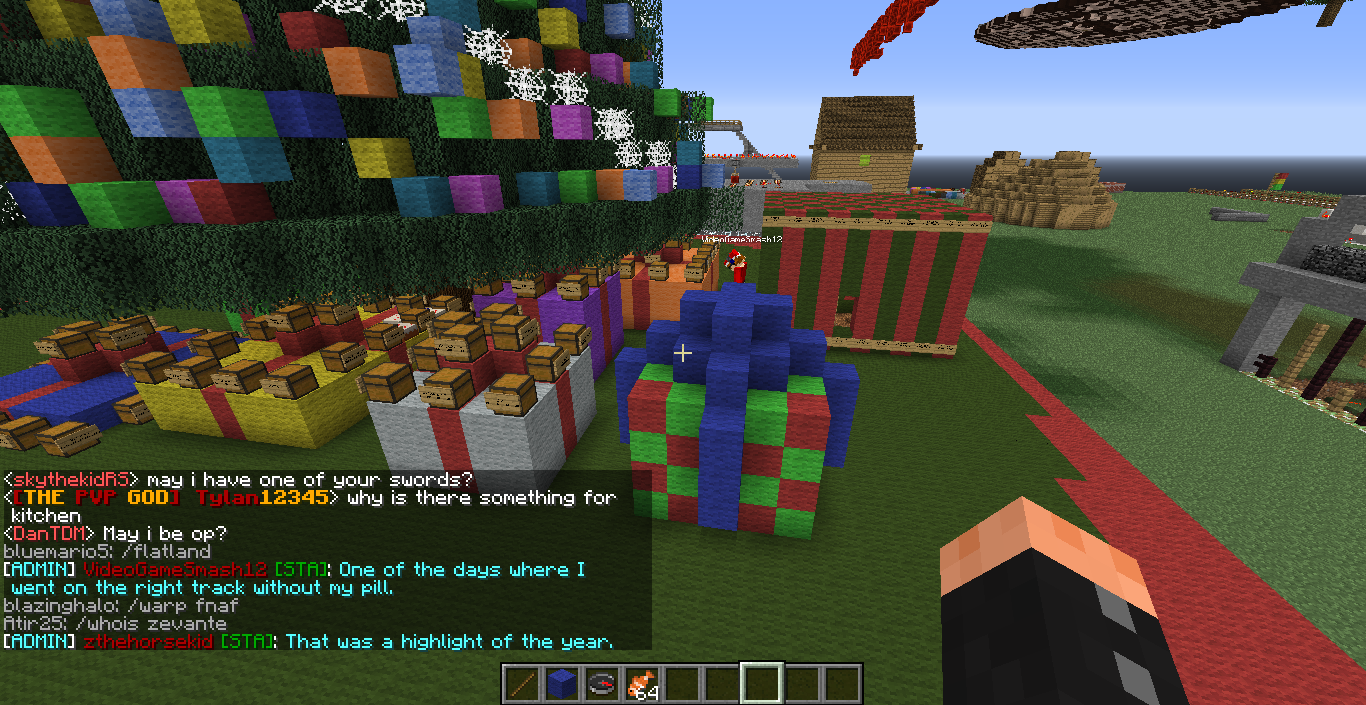 VideoGameSmash12
<skythekidRS> may i have one of your swords?
<[THE PVP GOD] Tylan12345> why is there something for
kitchen
<DanTDM> May i be op?
bluemario5: /flatland
[ADMIN] VideoGameSmash12 [STA]: One of the days where I
went on the right track without my pill.
blazinghalo: /warp fnaf
Atir25: /whois zevante
[ADMIN] zthehorsekid [STA]: That was a highlight of the year.
64